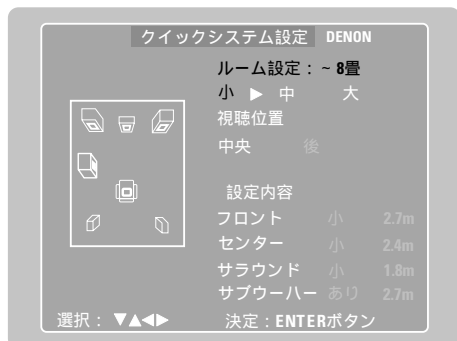 クイックシステム設定 DENON
ルーム設定：~ 8畳
小 ▶ 中 大
視聴位置
中央 後
設定内容
フロント 小 2.7m
センター 小 2.4m
サラウンド 小 1.8m
サブウーハー あり 2.7m
選択：▼▲◀▶ 決定：ENTERボタン